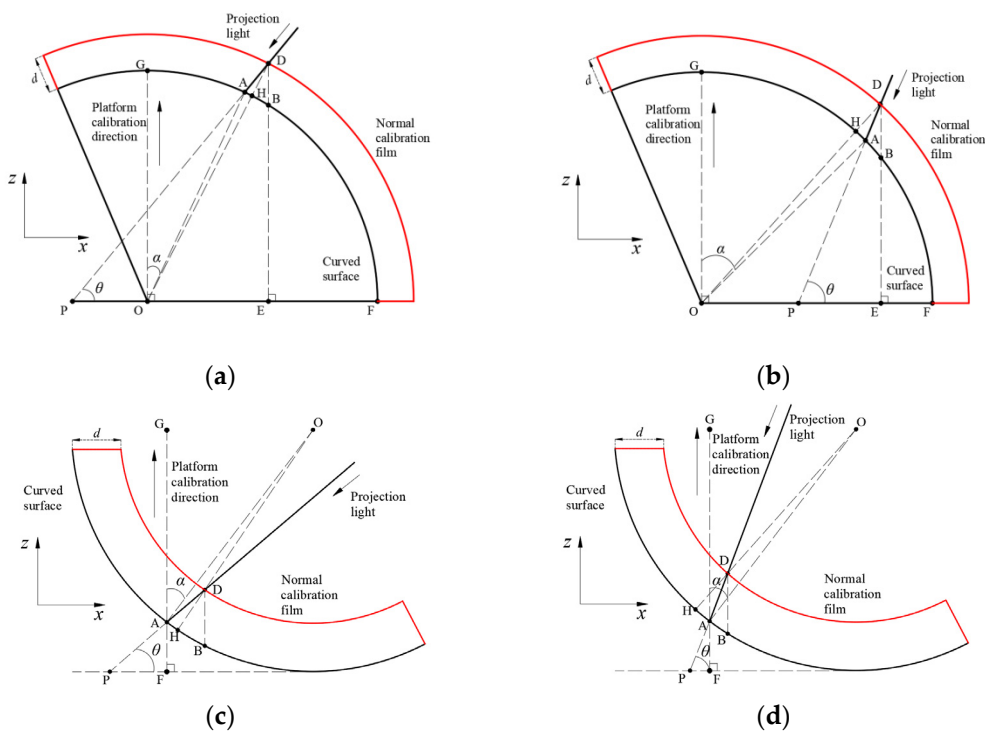 Projection
light
D
d
G
A
H
B
Platform
calibration
direction
Normal
calibration
film
z
x
α
θ
Curved
surface
P
O
E
F
(a)
G
D
Projection
light
d
H
A
B
Platform
calibration
direction
Normal
calibration
film
z
x
α
θ
Curved
surface
O
P
E
F
(b)
G
O
d
Platform
calibration
direction
Curved
surface
Projection
light
z
x
α
D
Normal
calibration
film
A
H
B
θ
P
F
(c)
G
O
d
Platform
calibration
direction
Projection
light
Curved
surface
z
x
D
α
Normal
calibration
film
H
A
B
θ
P
F
(d)